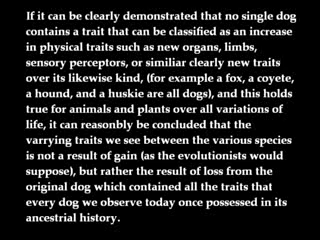 If it can be clearly demonstrated that no single dog
contains a trait that can be classified as an increase
in physical traits such as new organs, limbs,
sensory perceptors, or similiar clearly new traits
over its likewise kind, (for example a fox, a coyete,
a hound, and a huskie are all dogs), and this holds
true for animals and plants over all variations of
life, it can reasonbly be concluded that the
varrying traits we see between the various species
is not a result of gain (as the evolutionists would
suppose), but rather the result of loss from the
original dog which contained all the traits that
every dog we observe today once possessed in its
ancestrial history.